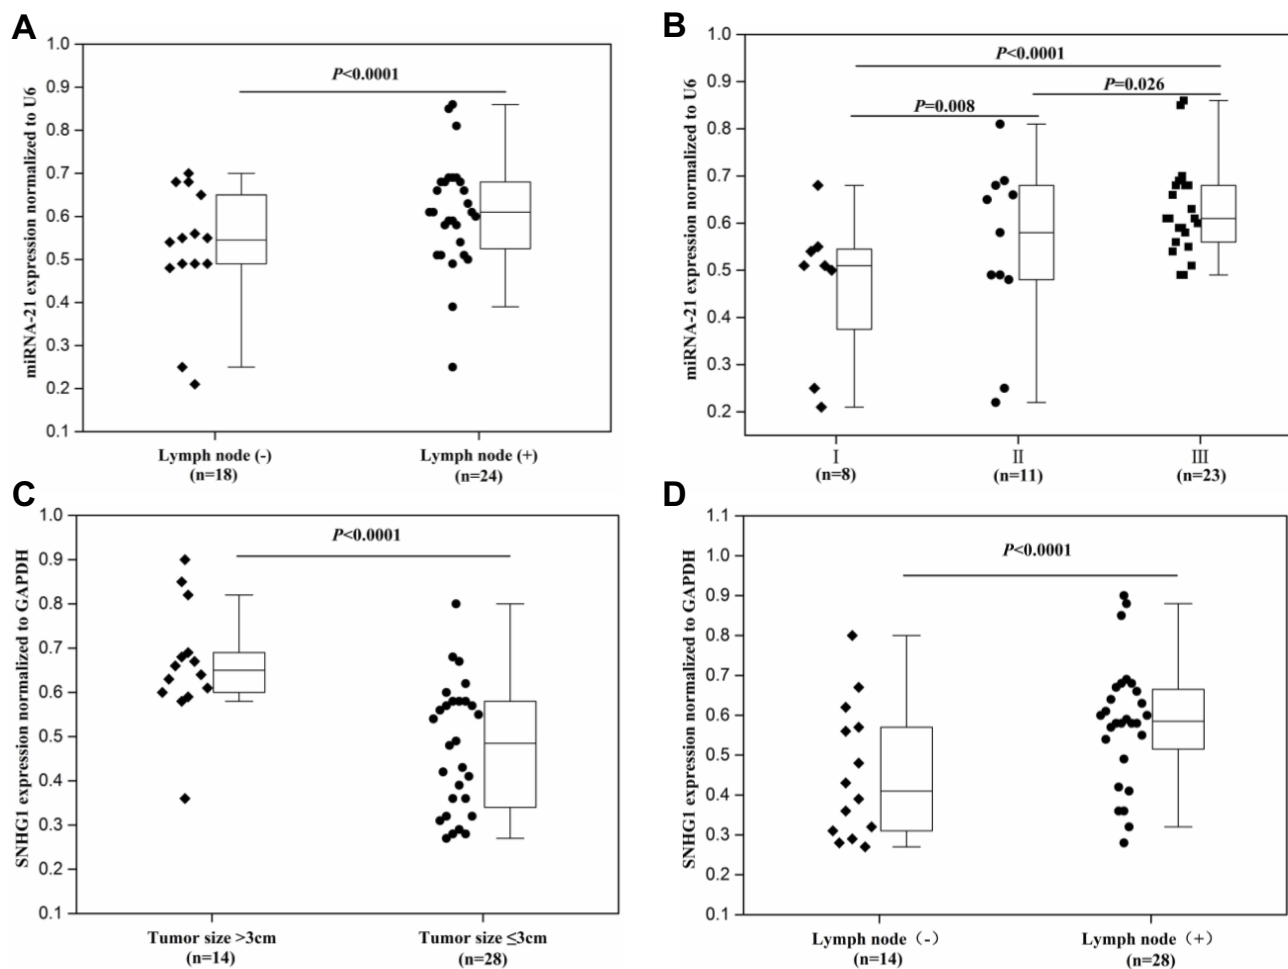 A
miRNA-21 expression normalized to U6
1.0
0.9
0.8
0.7
0.6
0.5
0.4
0.3
0.2
0.1
P<0.0001
Lymph node (-)
(n=18)
Lymph node (+)
(n=24)
B
miRNA-21 expression normalized to U6
1.0
0.9
0.8
0.7
0.6
0.5
0.4
0.3
0.2
P<0.0001
P=0.026
P=0.008
I
(n=8)
II
(n=11)
III
(n=23)
C
SNHG1 expression normalized to GAPDH
1.0
0.9
0.8
0.7
0.6
0.5
0.4
0.3
0.2
0.1
P<0.0001
Tumor size >3cm
(n=14)
Tumor size ≤3cm
(n=28)
D
SNHG1 expression normalized to GAPDH
1.1
1.0
0.9
0.8
0.7
0.6
0.5
0.4
0.3
0.2
0.1
P<0.0001
Lymph node（-）
(n=14)
Lymph node（+）
(n=28)